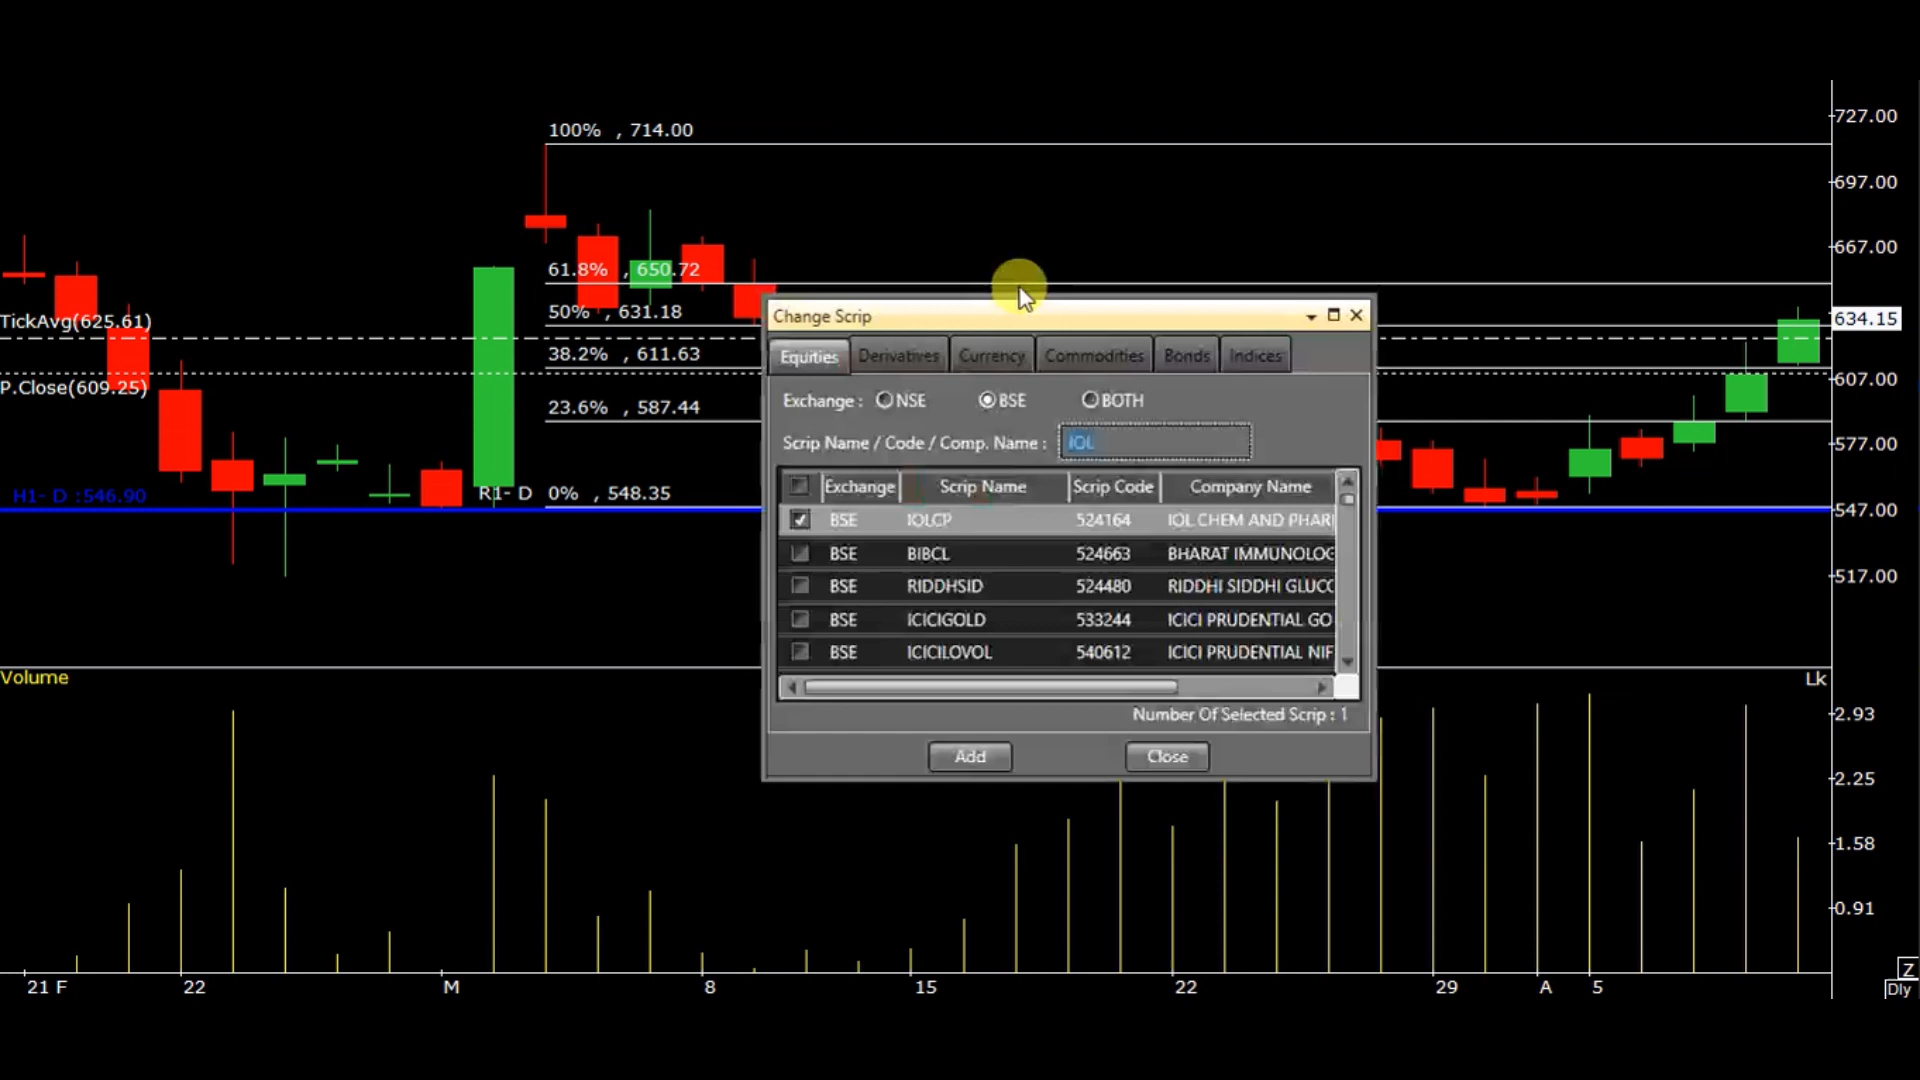 727.00
100% , 714.00
697.00
667.00
61.8% , 650.72
50% , 631.18
Change Scrip
634.15
TickAvg(625.61)
38.2% , 611.63
Equities Derivatives Currency Commodities Bonds Indices
P.Close(609.25)
607.00
Exchange : NSE BSE BOTH
23.6% , 587.44
Scrip Name / Code / Comp. Name : IOL
577.00
Exchange Scrip Name Scrip Code Company Name
H1- D :546.90
R1- D 0% , 548.35
547.00
BSE IOLCP 524164 IOL CHEM AND PHAR
BSE BIBCL 524663 BHARAT IMMUNOLOG
517.00
BSE RIDDHSID 524480 RIDDHI SIDDHI GLUCO
BSE ICICIGOLD 533244 ICICI PRUDENTIAL GO
BSE ICICILOVOL 540612 ICICI PRUDENTIAL NIF
Volume
Lk
Number Of Selected Scrip : 1
2.93
Add Close
2.25
1.58
0.91
21 F 22 M 8 15 22 29 A 5
Z
Dly